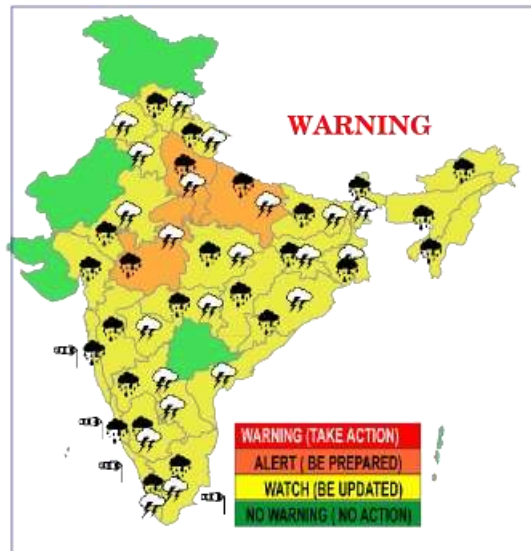 WARNING
WARNING (TAKE ACTION)
ALERT ( BE PREPARED)
WATCH (BE UPDATED)
NO WARNING ( NO ACTION)